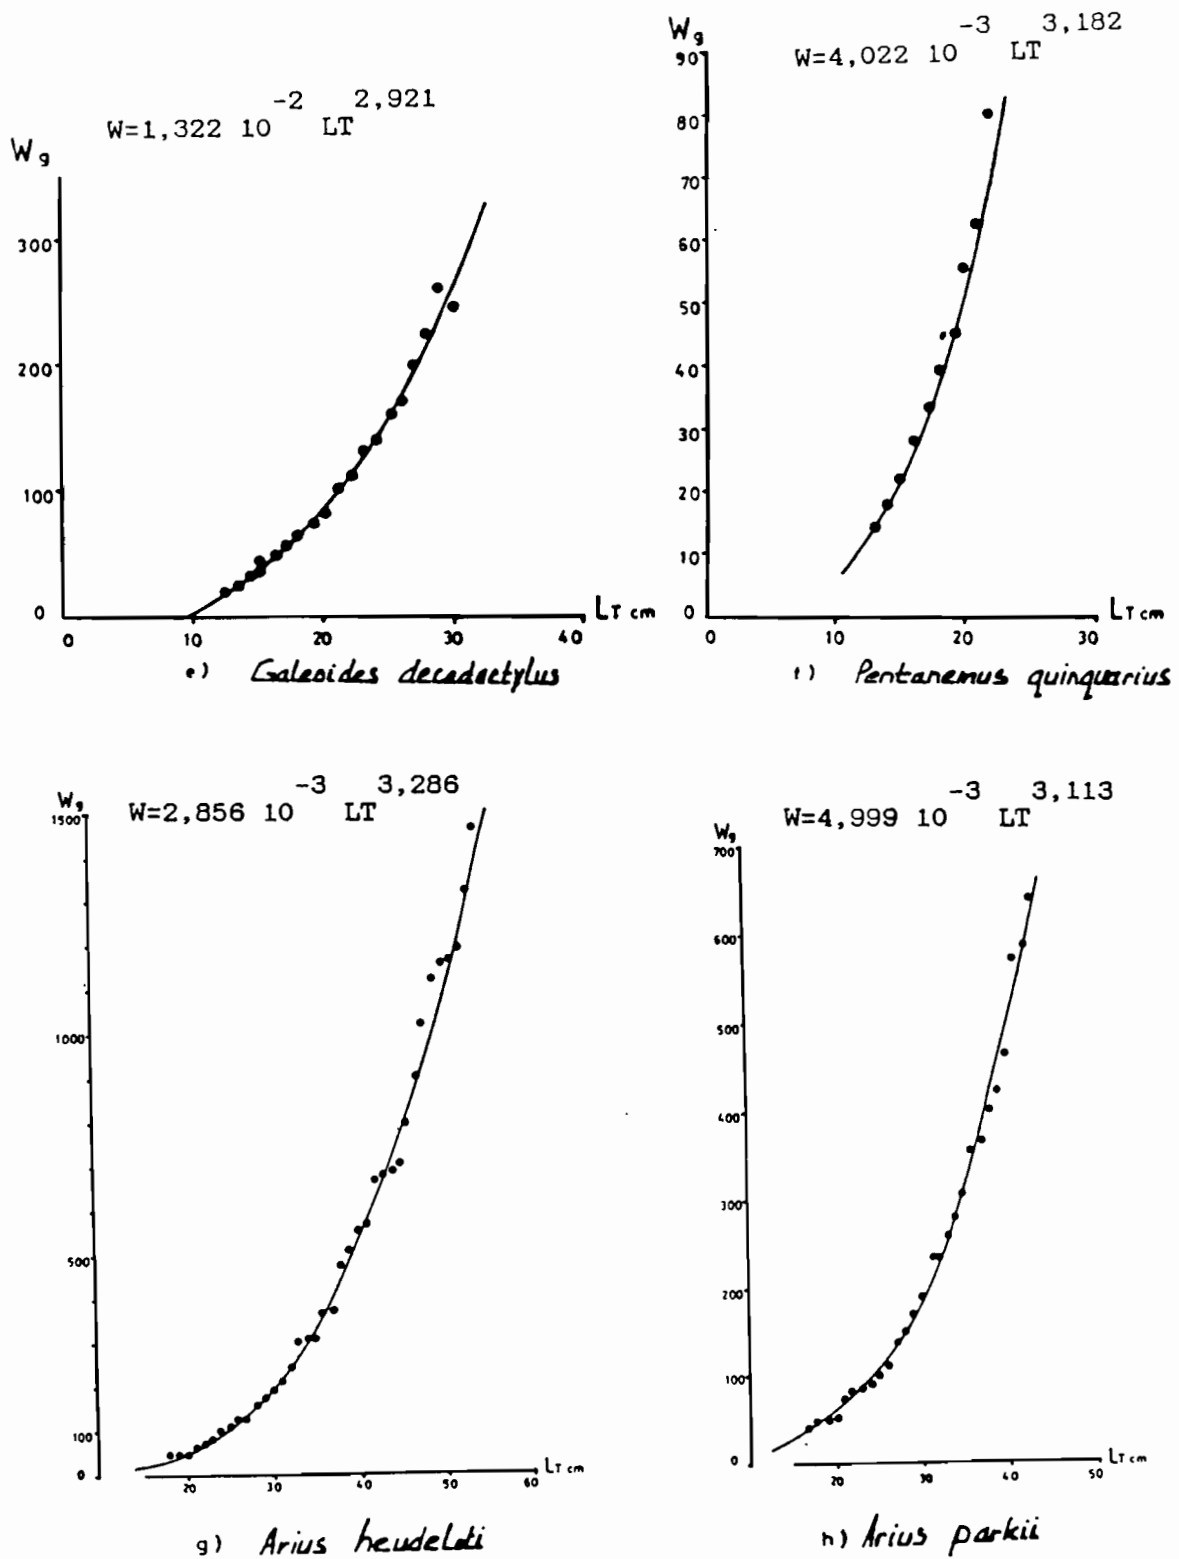 W=1,322 10 -2 LT 2,921
Wg
300
200
100
0
0 10 20 30 40 LT cm
e) Galeoides decadactylus
W=4,022 10 -3 LT 3,182
Wg
90
80
70
60
50
40
30
20
10
0
0 10 20 30 LT cm
f) Pentanemus quinquarius
W=2,856 10 -3 LT 3,286
Wg
1500
1000
500
100
0
20 30 40 50 60 LT cm
g) Arius heudeloti
W=4,999 10 -3 LT 3,113
Wg
700
600
500
400
300
200
100
0
20 30 40 50 LT cm
h) Arius parkii